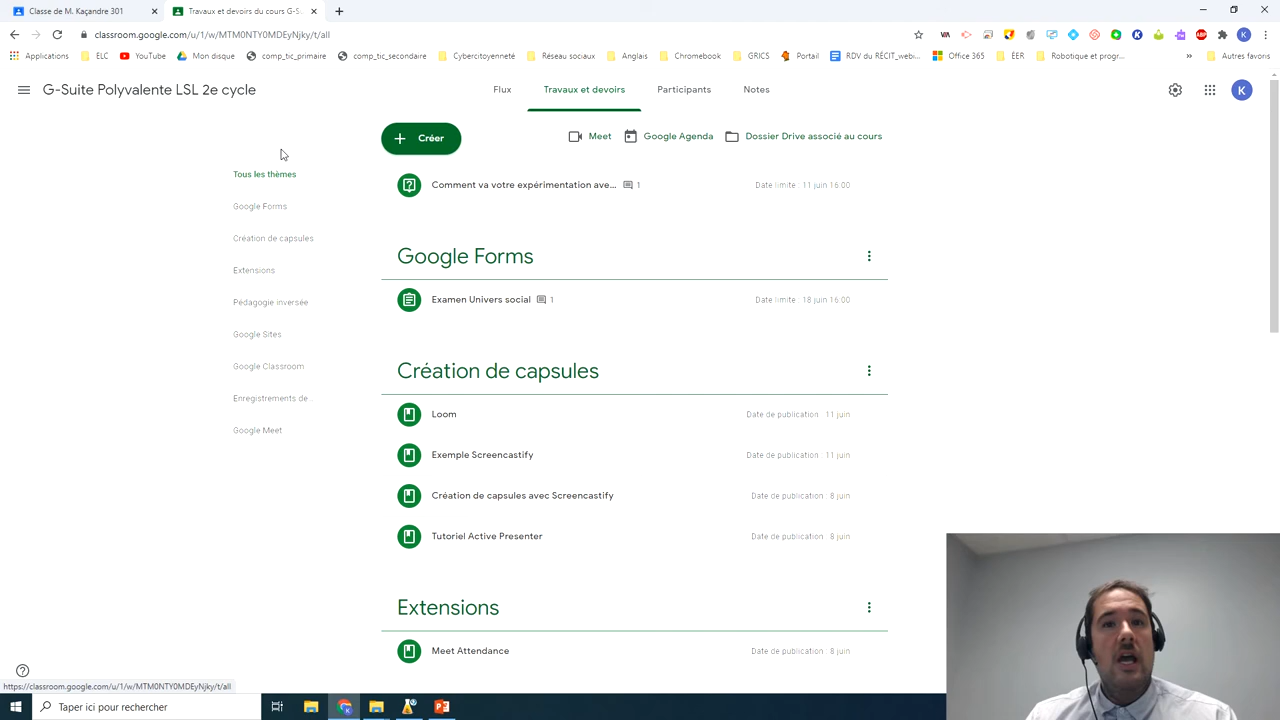 Classe de M. Kaçandre 301
Travaux et devoirs du cours G-S
classroom.google.com/u/1/w/MTM0NTY0MDEyNjky/t/all
Applications ELC YouTube Mon disque comp_tic_primaire comp_tic_secondaire Cybercitoyenneté Réseau sociaux Anglais Chromebook GRICS Portail RDV du RÉCIT_webi... Office 365 ÉER Robotique et progr... » Autres favoris
G-Suite Polyvalente LSL 2e cycle
Flux Travaux et devoirs Participants Notes
K
Créer
Meet Google Agenda Dossier Drive associé au cours
Tous les thèmes
Google Forms
Création de capsules
Extensions
Pédagogie inversée
Google Sites
Google Classroom
Enregistrements de...
Google Meet
Comment va votre expérimentation ave... 1 Date limite : 11 juin 16:00
Google Forms
Examen Univers social 1 Date limite : 18 juin 16:00
Création de capsules
Loom Date de publication : 11 juin
Exemple Screencastify Date de publication : 11 juin
Création de capsules avec Screencastify Date de publication : 8 juin
Tutoriel Active Presenter Date de publication : 8 juin
Extensions
Meet Attendance Date de publication : 8 juin
https://classroom.google.com/u/1/w/MTM0NTY0MDEyNjky/t/all
Taper ici pour rechercher